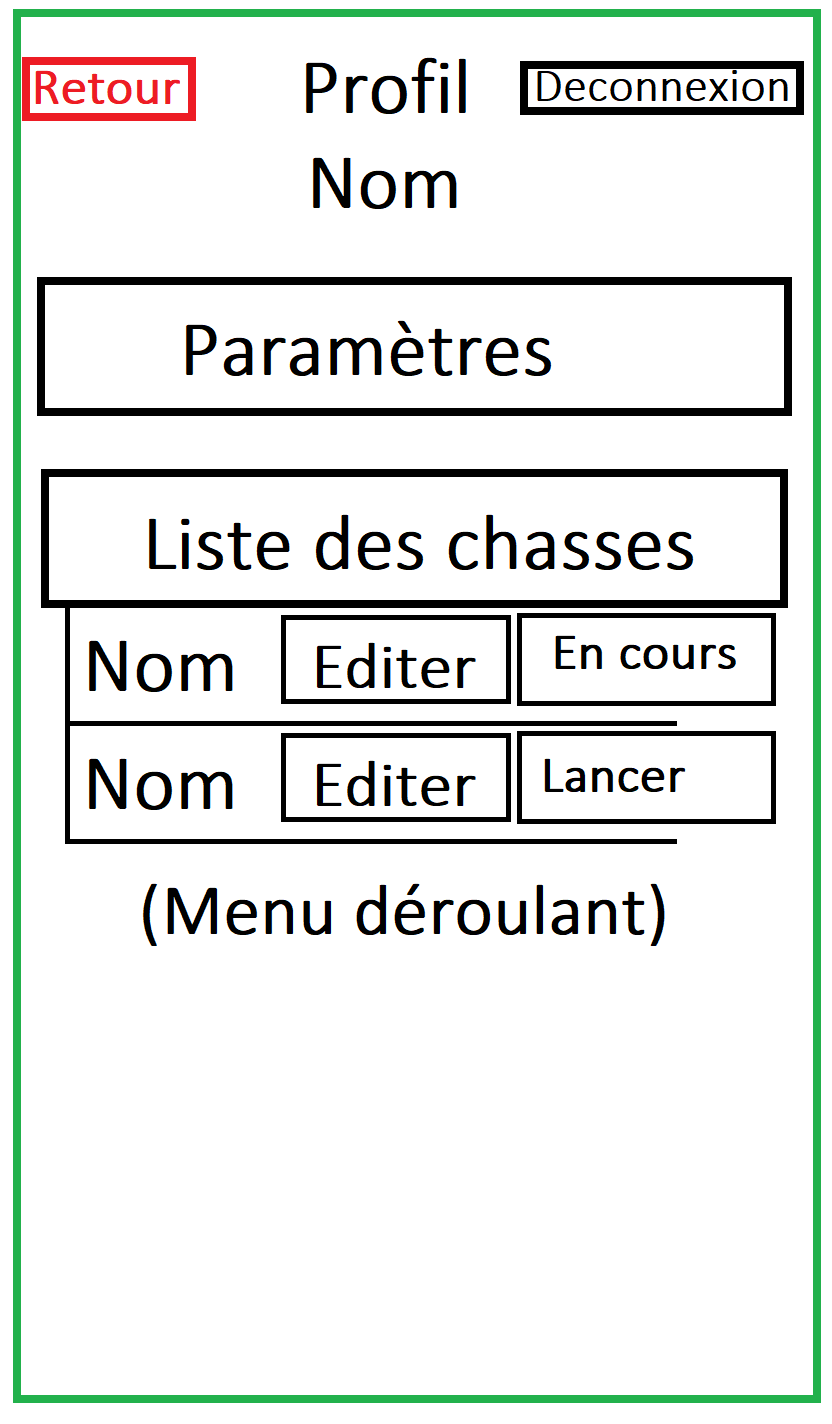 Retour Profil Deconnexion
Nom
Paramètres
Liste des chasses
Nom Editer En cours
Nom Editer Lancer
(Menu déroulant)